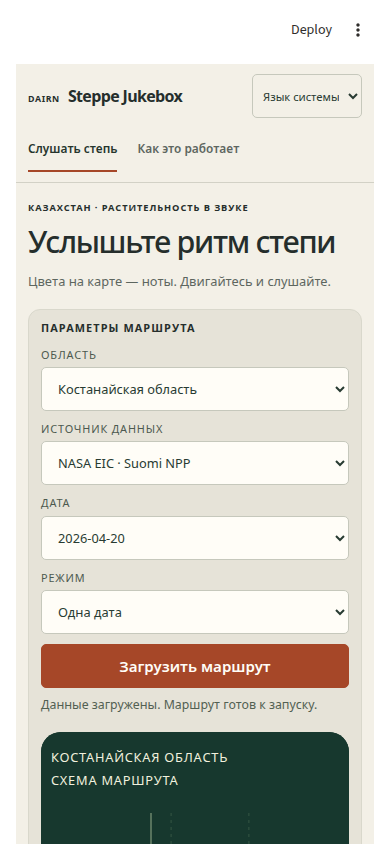 Deploy
DAIRN Steppe Jukebox
Язык системы
Слушать степь Как это работает
КАЗАХСТАН · РАСТИТЕЛЬНОСТЬ В ЗВУКЕ
Услышьте ритм степи
Цвета на карте — ноты. Двигайтесь и слушайте.
ПАРАМЕТРЫ МАРШРУТА
ОБЛАСТЬ
Костанайская область
ИСТОЧНИК ДАННЫХ
NASA EIC · Suomi NPP
ДАТА
2026-04-20
РЕЖИМ
Одна дата
Загрузить маршрут
Данные загружены. Маршрут готов к запуску.
КОСТАНАЙСКАЯ ОБЛАСТЬ
СХЕМА МАРШРУТА